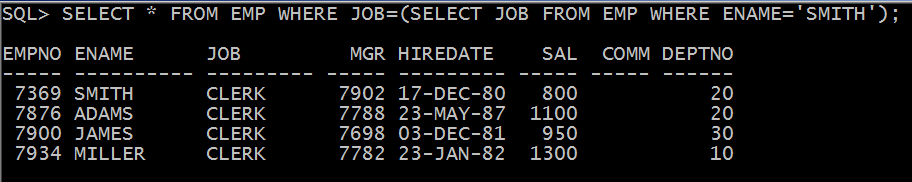 SQL> SELECT * FROM EMP WHERE JOB=(SELECT JOB FROM EMP WHERE ENAME='SMITH');
EMPNO ENAME      JOB         MGR HIREDATE    SAL  COMM DEPTNO
----- ---------- --------- ----- --------- ----- ----- ------
 7369 SMITH      CLERK      7902 17-DEC-80   800           20
 7876 ADAMS      CLERK      7788 23-MAY-87  1100           20
 7900 JAMES      CLERK      7698 03-DEC-81   950           30
 7934 MILLER     CLERK      7782 23-JAN-82  1300           10